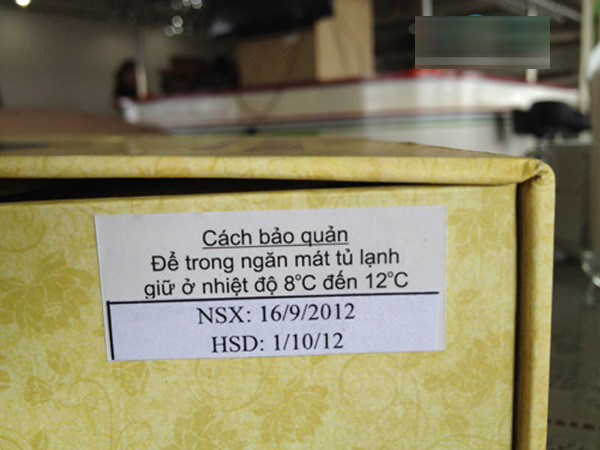 Cách bảo quản
Để trong ngăn mát tủ lạnh
giữ ở nhiệt độ 8°C đến 12°C
NSX: 16/9/2012
HSD: 1/10/12